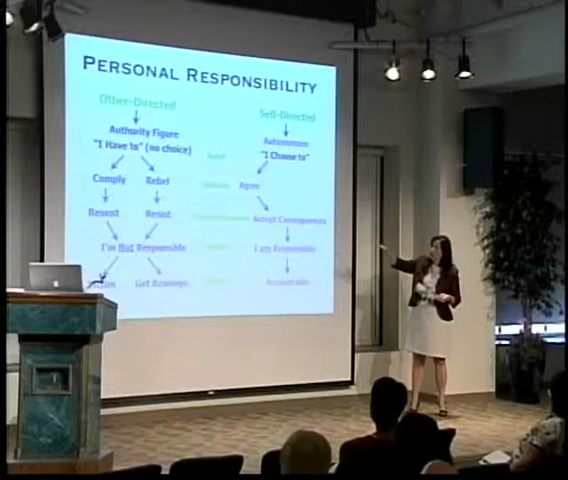 PERSONAL RESPONSIBILITY
Other-Directed
Self-Directed
Authority Figure
"I Have to" (no choice)
Autonomous
"I Choose to"
Comply Rebel
Agree
Resent Resist
Accept Consequences
I'm Not Responsible
I am Responsible
Get Revenge
Accountable